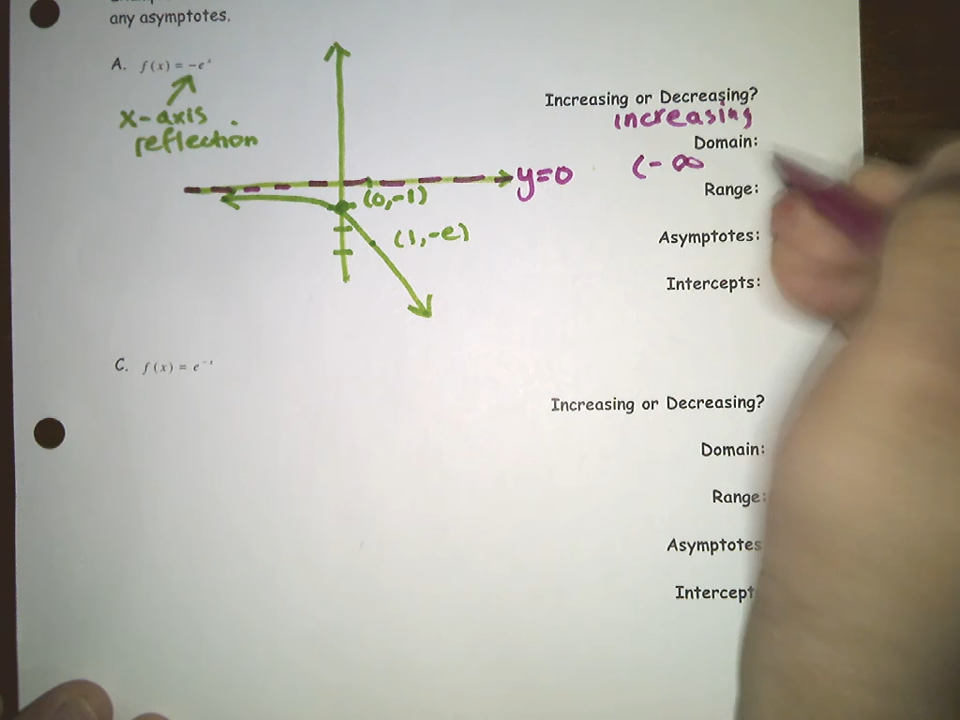 any asymptotes.
A. f(x) = -eˣ
x-axis
reflection
y=0
(0,-1)
(1,-e)
Increasing or Decreasing?
increasing
Domain:
(-∞
Range:
Asymptotes:
Intercepts:
C. f(x) = e⁻ˣ
Increasing or Decreasing?
Domain:
Range:
Asymptotes
Intercept